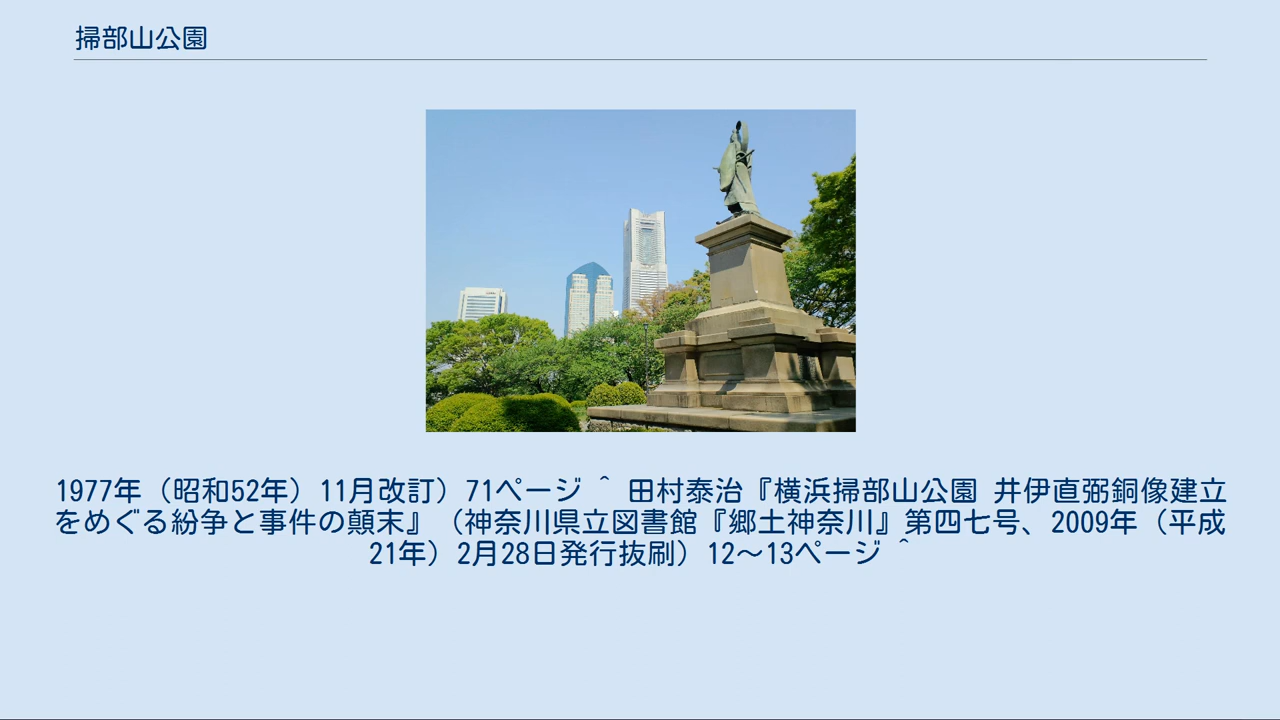 掃部山公園
1977年（昭和52年）11月改訂）71ページ ^ 田村泰治『横浜掃部山公園 井伊直弼銅像建立
をめぐる紛争と事件の顛末』（神奈川県立図書館『郷土神奈川』第四七号、2009年（平成
21年）2月28日発行抜刷）12〜13ページ ^